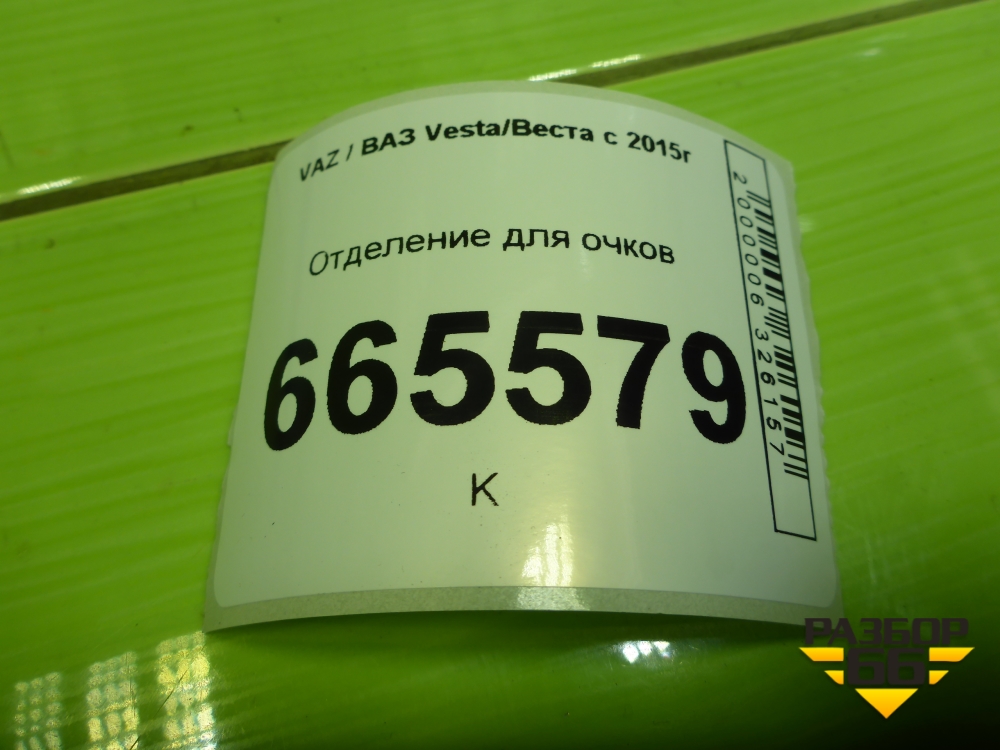 VAZ / ВАЗ Vesta/Веста с 2015г
Отделение для очков
665579
К
2000006326157
РАЗБОР
66